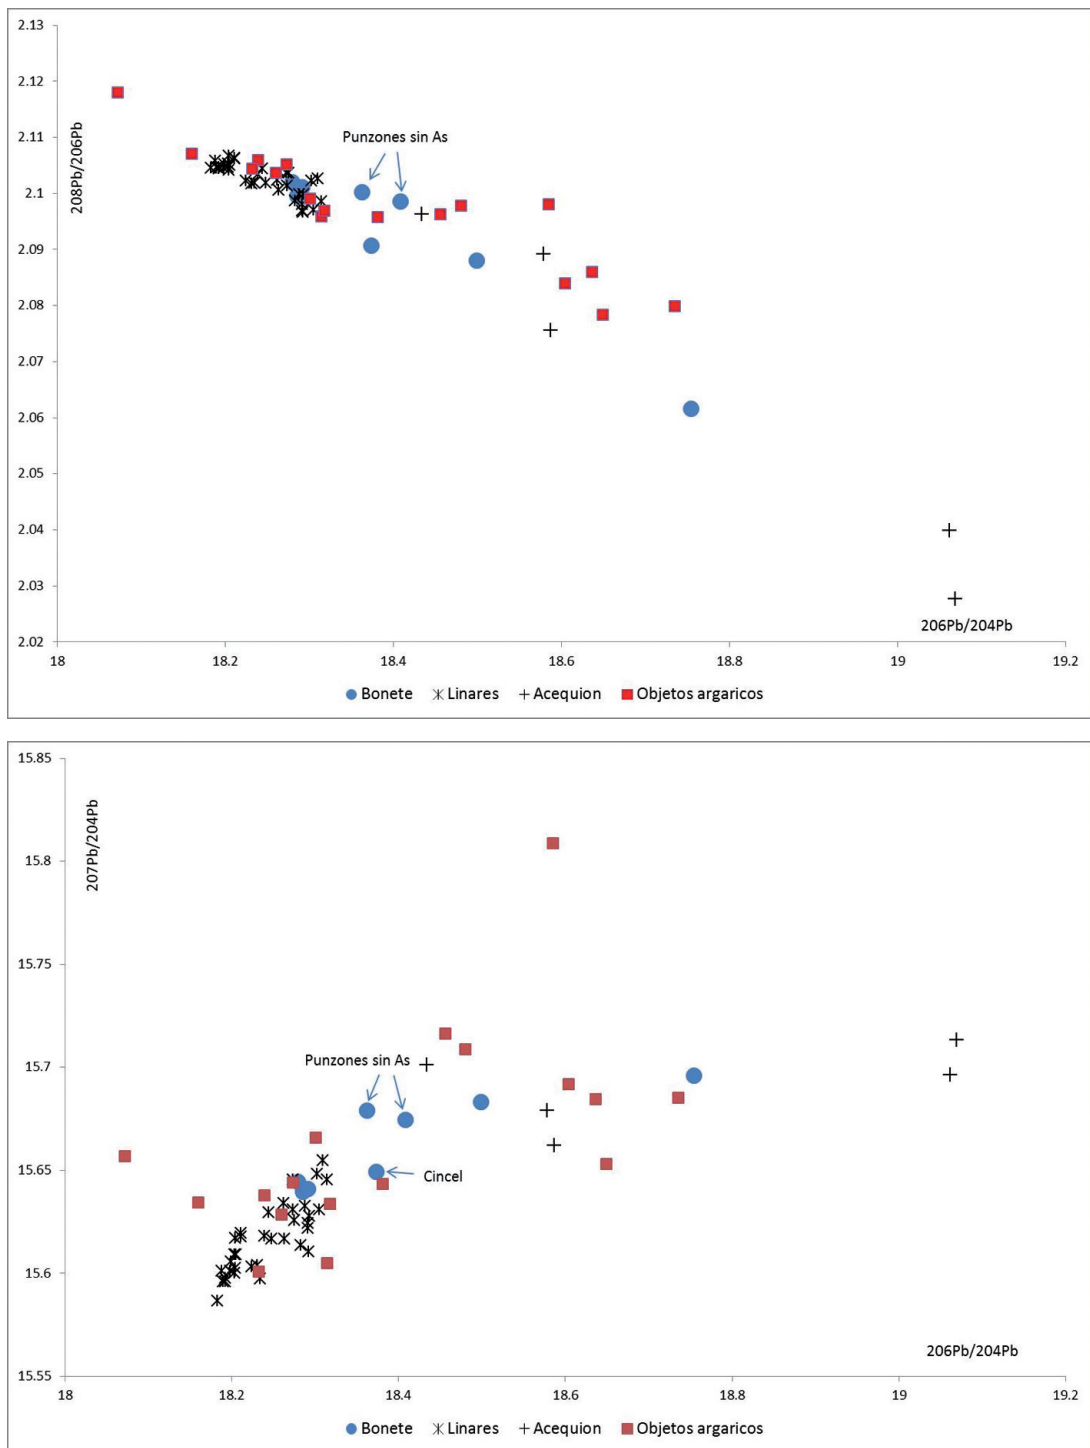 2.13
2.12
2.11
2.1
2.09
2.08
2.07
2.06
2.05
2.04
2.03
2.02
208Pb/206Pb
Punzones sin As
206Pb/204Pb
18 18.2 18.4 18.6 18.8 19 19.2
Bonete Linares Acequion Objetos argaricos
15.85
15.8
15.75
15.7
15.65
15.6
15.55
207Pb/204Pb
Punzones sin As
Cincel
206Pb/204Pb
18 18.2 18.4 18.6 18.8 19 19.2
Bonete Linares Acequion Objetos argaricos